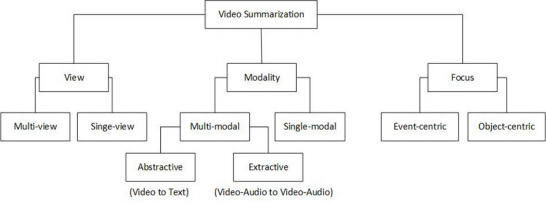 Video Summarization
View
Modality
Focus
Multi-view
Singe-view
Multi-modal
Single-modal
Event-centric
Object-centric
Abstractive
Extractive
(Video to Text)
(Video-Audio to Video-Audio)